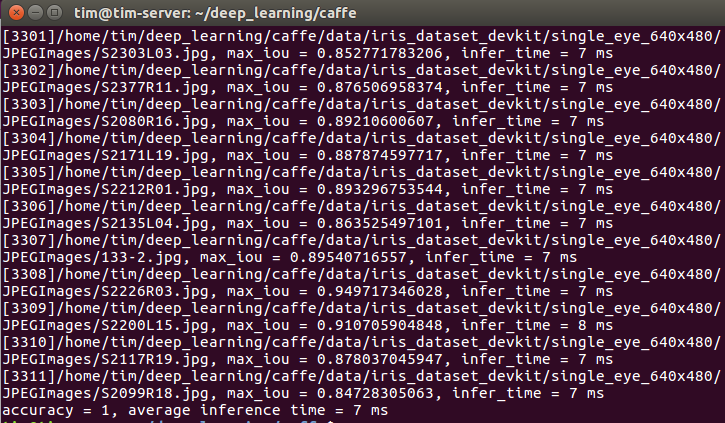 tim@tim-server: ~/deep_learning/caffe
[3301]/home/tim/deep_learning/caffe/data/iris_dataset_devkit/single_eye_640x480/
JPEGImages/S2303L03.jpg, max_iou = 0.852771783206, infer_time = 7 ms
[3302]/home/tim/deep_learning/caffe/data/iris_dataset_devkit/single_eye_640x480/
JPEGImages/S2377R11.jpg, max_iou = 0.876506958374, infer_time = 7 ms
[3303]/home/tim/deep_learning/caffe/data/iris_dataset_devkit/single_eye_640x480/
JPEGImages/S2080R16.jpg, max_iou = 0.89210600607, infer_time = 7 ms
[3304]/home/tim/deep_learning/caffe/data/iris_dataset_devkit/single_eye_640x480/
JPEGImages/S2171L19.jpg, max_iou = 0.887874597717, infer_time = 7 ms
[3305]/home/tim/deep_learning/caffe/data/iris_dataset_devkit/single_eye_640x480/
JPEGImages/S2212R01.jpg, max_iou = 0.893296753544, infer_time = 7 ms
[3306]/home/tim/deep_learning/caffe/data/iris_dataset_devkit/single_eye_640x480/
JPEGImages/S2135L04.jpg, max_iou = 0.863525497101, infer_time = 7 ms
[3307]/home/tim/deep_learning/caffe/data/iris_dataset_devkit/single_eye_640x480/
JPEGImages/133-2.jpg, max_iou = 0.89540716557, infer_time = 7 ms
[3308]/home/tim/deep_learning/caffe/data/iris_dataset_devkit/single_eye_640x480/
JPEGImages/S2226R03.jpg, max_iou = 0.949717346028, infer_time = 7 ms
[3309]/home/tim/deep_learning/caffe/data/iris_dataset_devkit/single_eye_640x480/
JPEGImages/S2200L15.jpg, max_iou = 0.910705904848, infer_time = 8 ms
[3310]/home/tim/deep_learning/caffe/data/iris_dataset_devkit/single_eye_640x480/
JPEGImages/S2117R19.jpg, max_iou = 0.878037045947, infer_time = 7 ms
[3311]/home/tim/deep_learning/caffe/data/iris_dataset_devkit/single_eye_640x480/
JPEGImages/S2099R18.jpg, max_iou = 0.84728305063, infer_time = 7 ms
accuracy = 1, average inference time = 7 ms